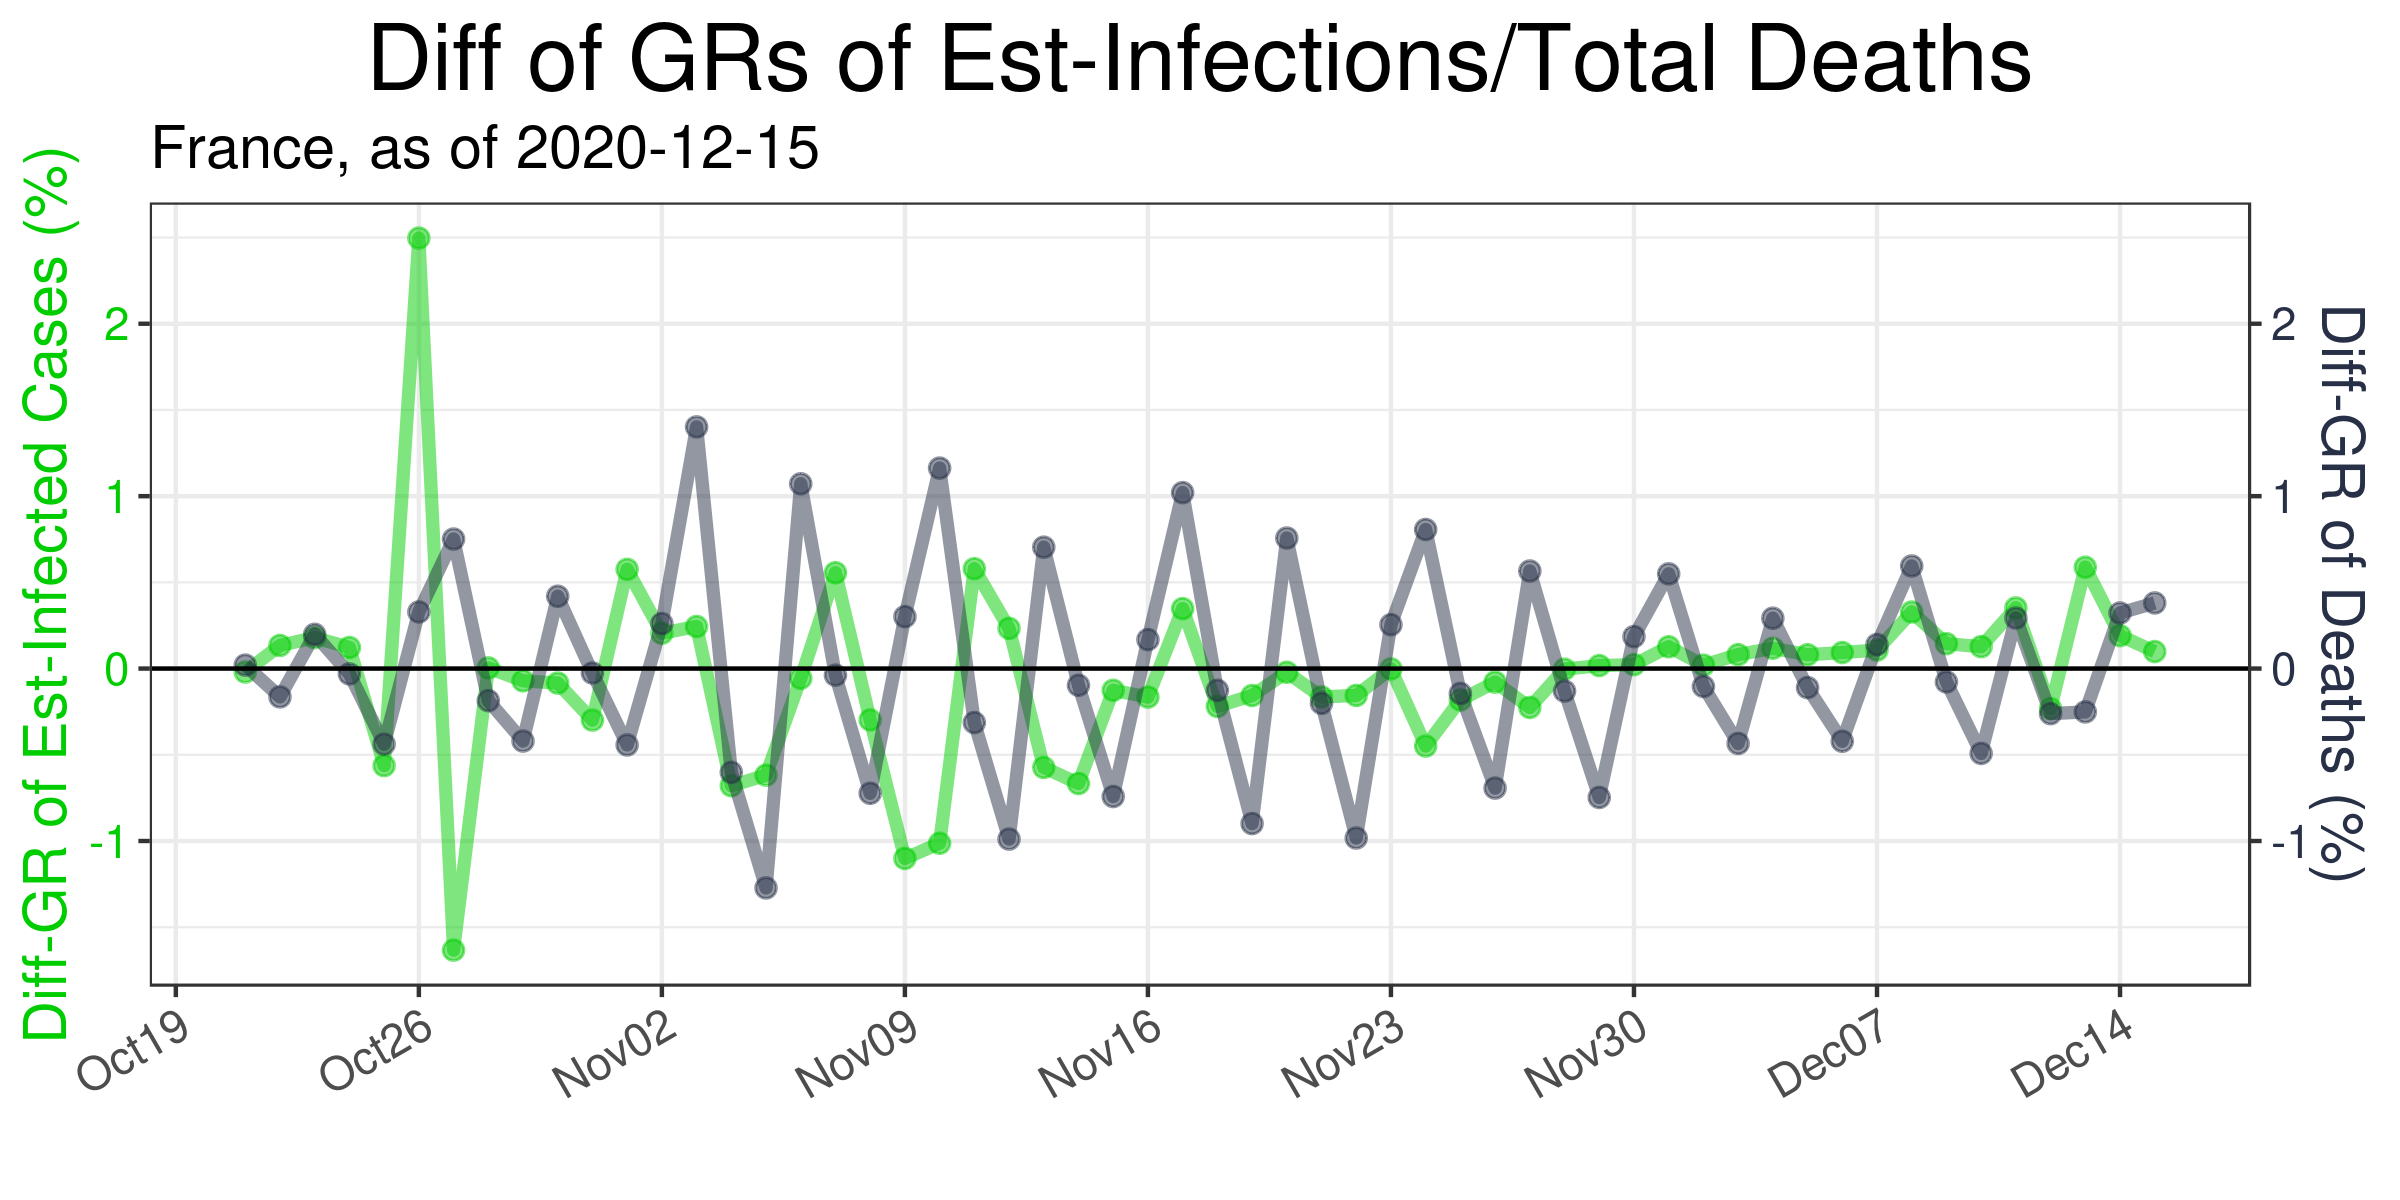 Diff of GRs of Est-Infections/Total Deaths
France, as of 2020-12-15
Diff-GR of Est-Infected Cases (%)
2
1
0
-1
2
1
0
-1
Diff-GR of Deaths (%)
Oct19
Oct26
Nov02
Nov09
Nov16
Nov23
Nov30
Dec07
Dec14